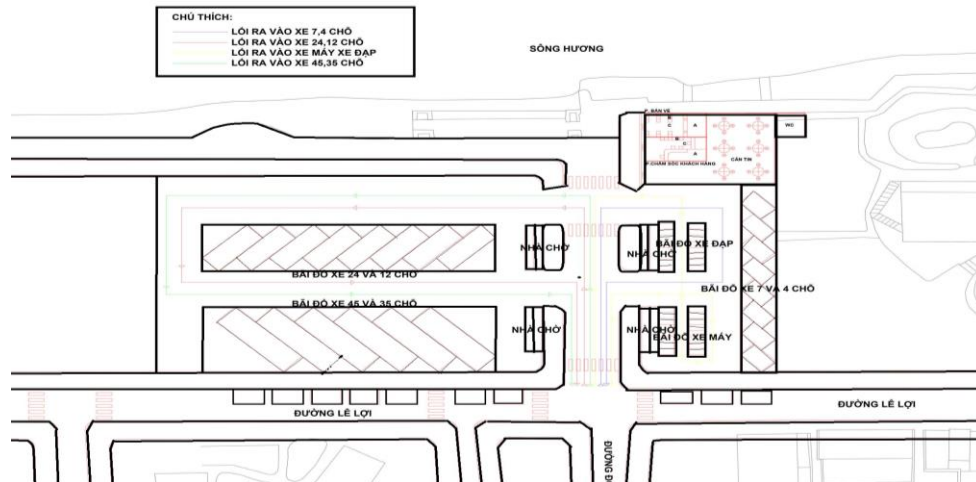 CHÚ THÍCH:
LỐI RA VÀO XE 7,4 CHỖ
LỐI RA VÀO XE 24,12 CHỖ
LỐI RA VÀO XE MÁY XE ĐẠP
LỐI RA VÀO XE 45,35 CHỖ
SÔNG HƯƠNG
P. BÁN VÉ
B
C
A
WC
B
C
A
CĂN TIN
P.CHĂM SÓC KHÁCH HÀNG
NHÀ CHỜ
BÃI ĐỖ XE ĐẠP
NHÀ CHỜ
BÃI ĐỖ XE 24 VÀ 12 CHỖ
BÃI ĐỖ XE 7 VÀ 4 CHỖ
BÃI ĐỖ XE 45 VÀ 35 CHỖ
NHÀ CHỜ
NHÀ CHỜ
BÃI ĐỖ XE MÁY
ĐƯỜNG LÊ LỢI
ĐƯỜNG LÊ LỢI